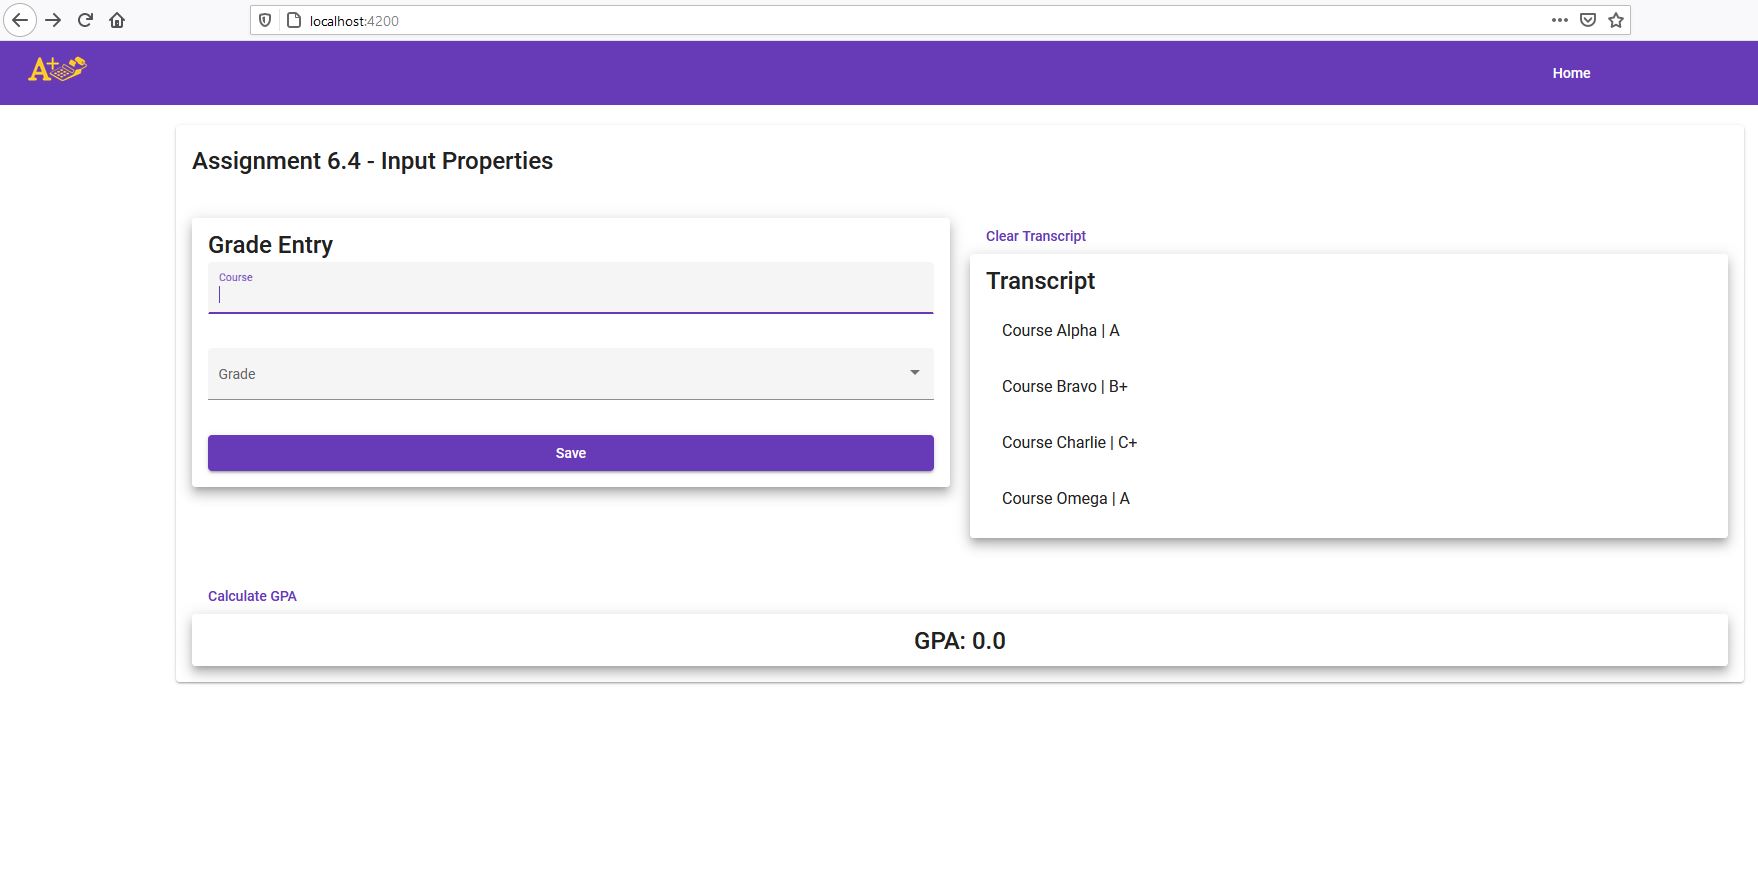 localhost:4200
A+
Home
Assignment 6.4 - Input Properties
Grade Entry
Course
Grade
Save
Clear Transcript
Transcript
Course Alpha | A
Course Bravo | B+
Course Charlie | C+
Course Omega | A
Calculate GPA
GPA: 0.0